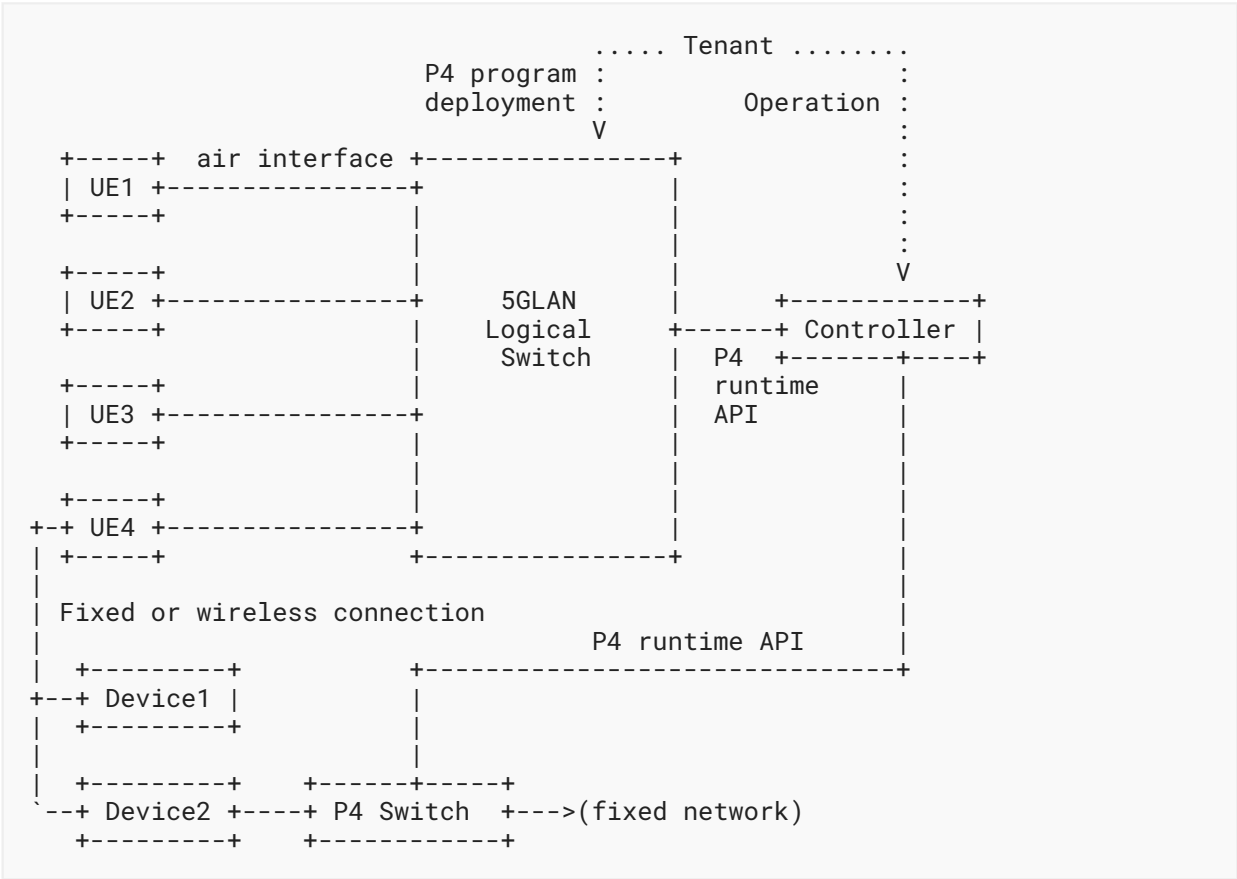 ..... Tenant ........
P4 program :                    :
deployment :         Operation :
V                    :
air interface                    :
UE1                    :
:
:
UE2                    V
5GLAN
Logical          Controller
Switch     P4
runtime
UE3     API
UE4
Fixed or wireless connection
P4 runtime API
Device1
Device2     P4 Switch     --->(fixed network)